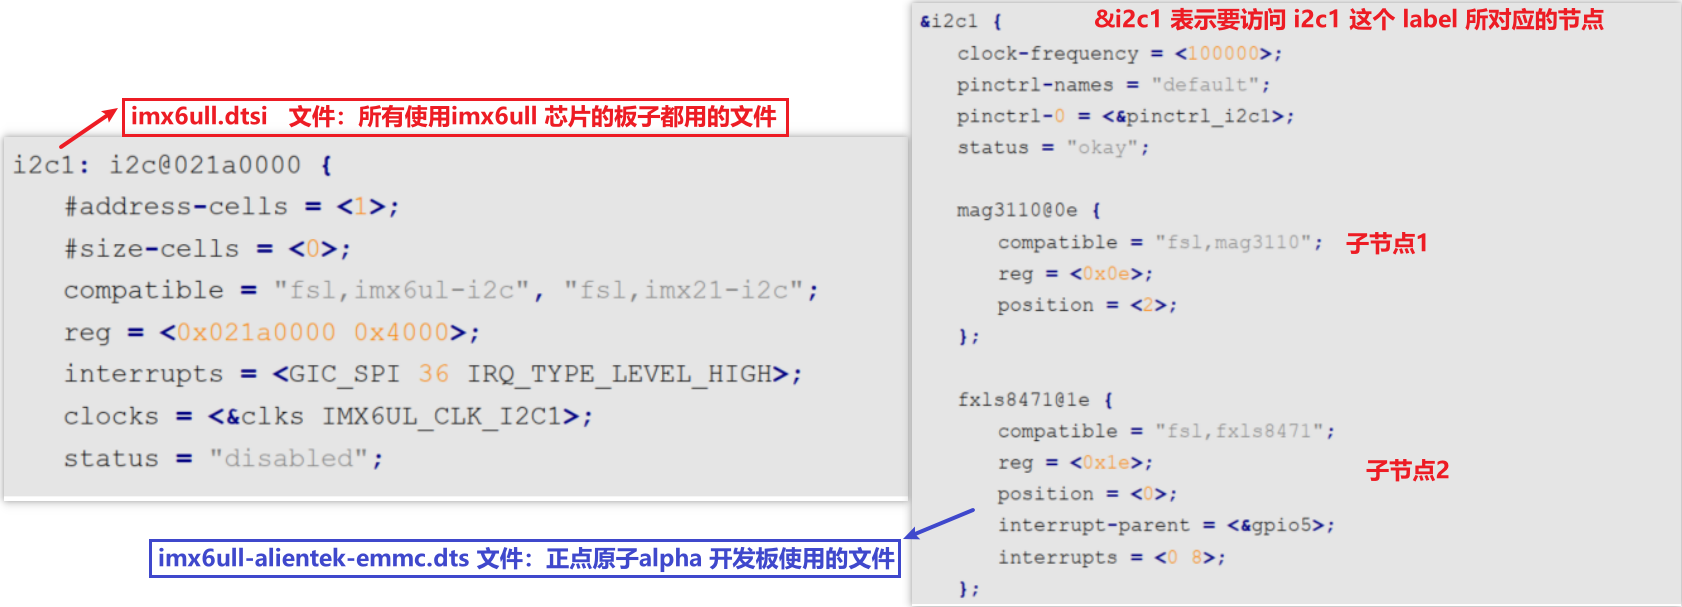 imx6ull.dtsi 文件：所有使用imx6ull 芯片的板子都用的文件
i2c1: i2c@021a0000 {
#address-cells = <1>;
#size-cells = <0>;
compatible = "fsl,imx6ul-i2c", "fsl,imx21-i2c";
reg = <0x021a0000 0x4000>;
interrupts = <GIC_SPI 36 IRQ_TYPE_LEVEL_HIGH>;
clocks = <&clks IMX6UL_CLK_I2C1>;
status = "disabled";
imx6ull-alientek-emmc.dts 文件：正点原子alpha 开发板使用的文件
&i2c1 {
&i2c1 表示要访问 i2c1 这个 label 所对应的节点
clock-frequency = <100000>;
pinctrl-names = "default";
pinctrl-0 = <&pinctrl_i2c1>;
status = "okay";
mag3110@0e {
compatible = "fsl,mag3110"; 子节点1
reg = <0x0e>;
position = <2>;
};
fxls8471@1e {
compatible = "fsl,fxls8471";
reg = <0x1e>;
子节点2
position = <0>;
interrupt-parent = <&gpio5>;
interrupts = <0 8>;
};